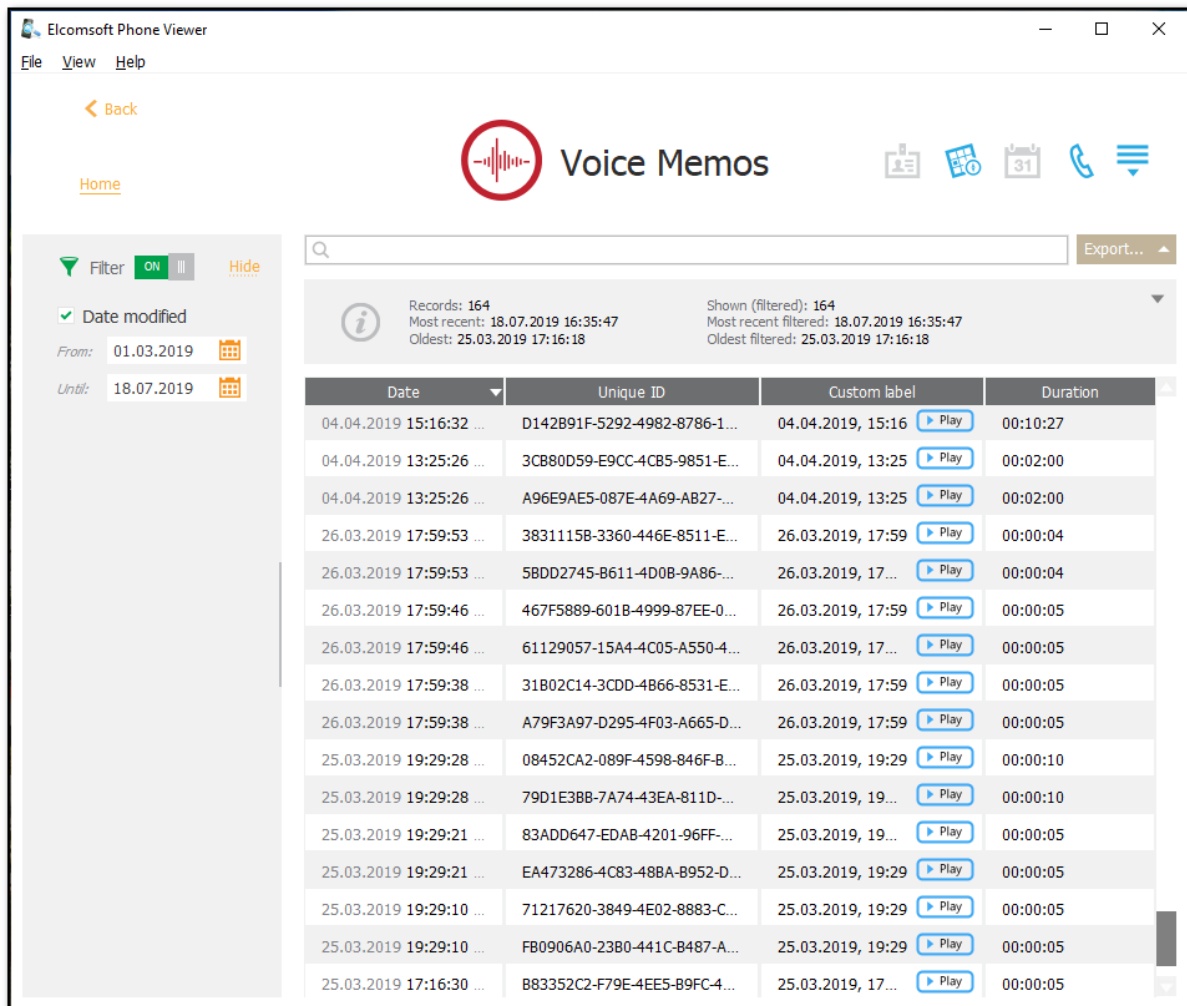 Elcomsoft Phone Viewer
File View Help
Back
Voice Memos
31
Home
Filter ON Hide
Export...
Date modified
From: 01.03.2019
Until: 18.07.2019
Records: 164 Shown (filtered): 164
Most recent: 18.07.2019 16:35:47 Most recent filtered: 18.07.2019 16:35:47
Oldest: 25.03.2019 17:16:18 Oldest filtered: 25.03.2019 17:16:18
Date Unique ID Custom label Duration
04.04.2019 15:16:32 ... D142B91F-5292-4982-8786-1... 04.04.2019, 15:16 Play 00:10:27
04.04.2019 13:25:26 ... 3CB80D59-E9CC-4CB5-9851-E... 04.04.2019, 13:25 Play 00:02:00
04.04.2019 13:25:26 ... A96E9AE5-087E-4A69-AB27-... 04.04.2019, 13:25 Play 00:02:00
26.03.2019 17:59:53 ... 3831115B-3360-446E-8511-E... 26.03.2019, 17:59 Play 00:00:04
26.03.2019 17:59:53 ... 5BDD2745-B611-4D0B-9A86-... 26.03.2019, 17... Play 00:00:04
26.03.2019 17:59:46 ... 467F5889-601B-4999-87EE-0... 26.03.2019, 17:59 Play 00:00:05
26.03.2019 17:59:46 ... 61129057-15A4-4C05-A550-4... 26.03.2019, 17... Play 00:00:05
26.03.2019 17:59:38 ... 31B02C14-3CDD-4B66-8531-E... 26.03.2019, 17:59 Play 00:00:05
26.03.2019 17:59:38 ... A79F3A97-D295-4F03-A665-D... 26.03.2019, 17:59 Play 00:00:05
25.03.2019 19:29:28 ... 08452CA2-089F-4598-846F-B... 25.03.2019, 19:29 Play 00:00:10
25.03.2019 19:29:28 ... 79D1E3BB-7A74-43EA-811D-... 25.03.2019, 19... Play 00:00:10
25.03.2019 19:29:21 ... 83ADD647-EDAB-4201-96FF-... 25.03.2019, 19... Play 00:00:05
25.03.2019 19:29:21 ... EA473286-4C83-48BA-B952-D... 25.03.2019, 19:29 Play 00:00:05
25.03.2019 19:29:10 ... 71217620-3849-4E02-8883-C... 25.03.2019, 19:29 Play 00:00:05
25.03.2019 19:29:10 ... FB0906A0-23B0-441C-B487-A... 25.03.2019, 19:29 Play 00:00:05
25.03.2019 17:16:30 ... B83352C2-F79E-4EE5-B9FC-4... 25.03.2019, 17... Play 00:00:05